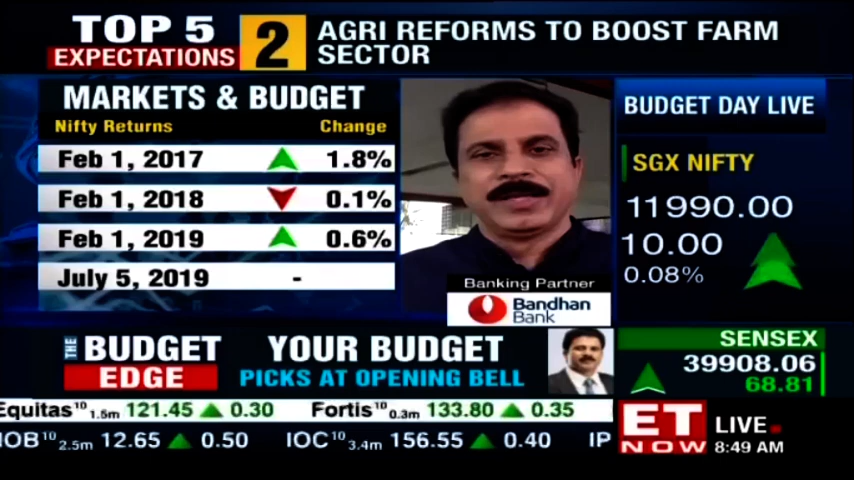 TOP 5
EXPECTATIONS
2
AGRI REFORMS TO BOOST FARM
SECTOR
MARKETS & BUDGET
Nifty Returns Change
Feb 1, 2017 1.8%
Feb 1, 2018 0.1%
Feb 1, 2019 0.6%
July 5, 2019 -
Banking Partner
Bandhan
Bank
BUDGET DAY LIVE
SGX NIFTY
11990.00
10.00
0.08%
THE BUDGET
EDGE
YOUR BUDGET
PICKS AT OPENING BELL
SENSEX
39908.06
68.81
Equitas 10 1.5m 121.45 0.30 Fortis 10 0.3m 133.80 0.35
IOB 10 2.5m 12.65 0.50 IOC 10 3.4m 156.55 0.40 IP
ET
NOW
LIVE
8:49 AM